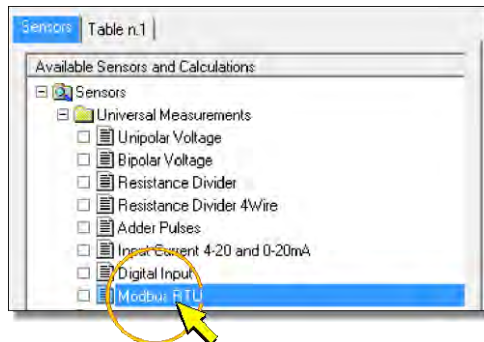 Sensors Table n.1
Available Sensors and Calculations
Sensors
Universal Measurements
Unipolar Voltage
Bipolar Voltage
Resistance Divider
Resistance Divider 4Wire
Adder Pulses
Input Current 4-20 and 0-20mA
Digital Input
Modbus RTU